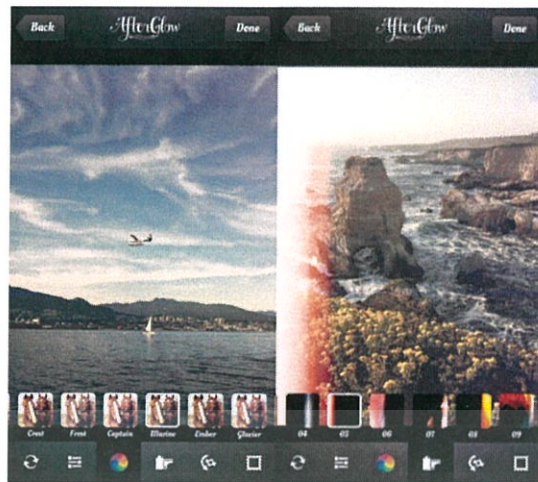 Back AfterGlow Done
Back AfterGlow Done
Crest Frost Captain Marine Ember Glacier
04 05 06 07 08 09